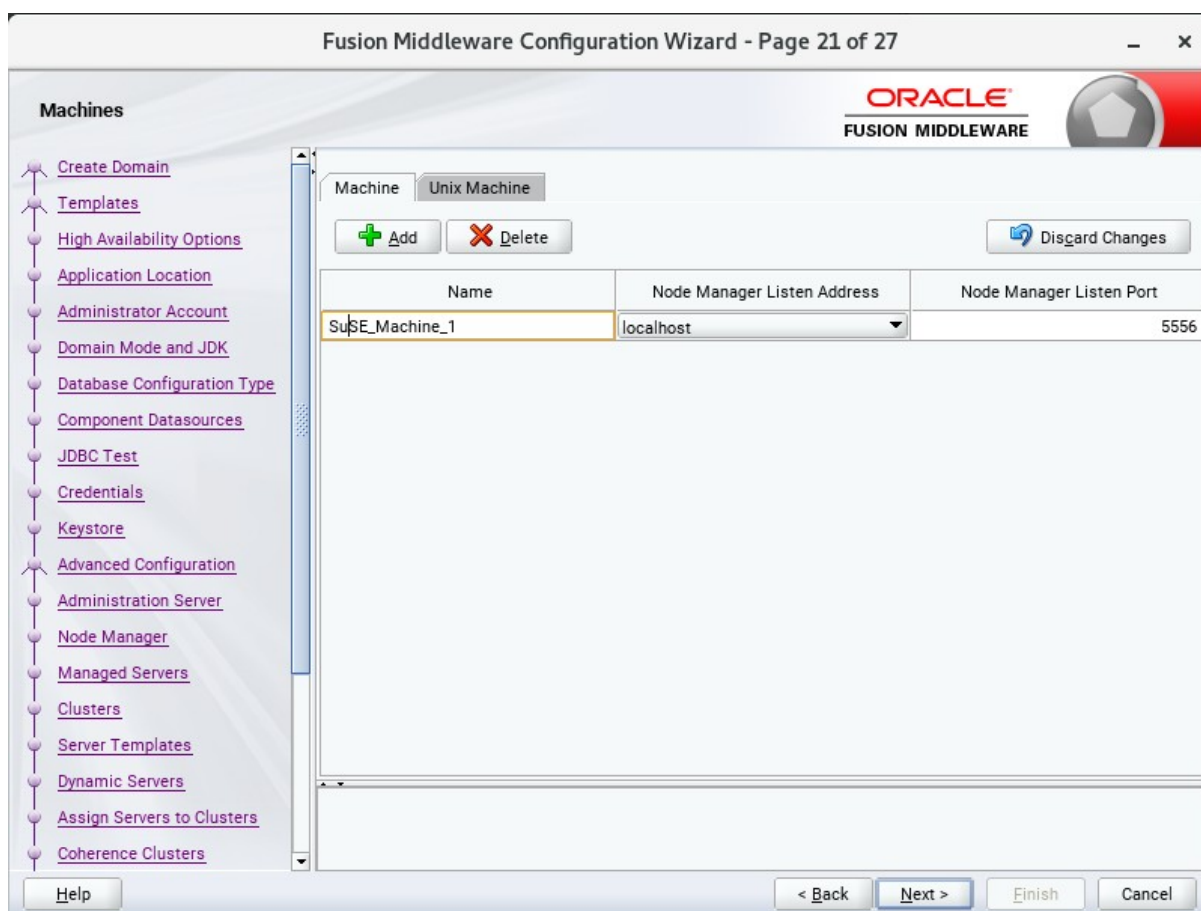 Fusion Middleware Configuration Wizard - Page 21 of 27
Machines
ORACLE
FUSION MIDDLEWARE
Create Domain
Templates
High Availability Options
Application Location
Administrator Account
Domain Mode and JDK
Database Configuration Type
Component Datasources
JDBC Test
Credentials
Keystore
Advanced Configuration
Administration Server
Node Manager
Managed Servers
Clusters
Server Templates
Dynamic Servers
Assign Servers to Clusters
Coherence Clusters
Machine Unix Machine
Add Delete Discard Changes
Name Node Manager Listen Address Node Manager Listen Port
SuSE_Machine_1 localhost 5556
Help < Back Next > Finish Cancel